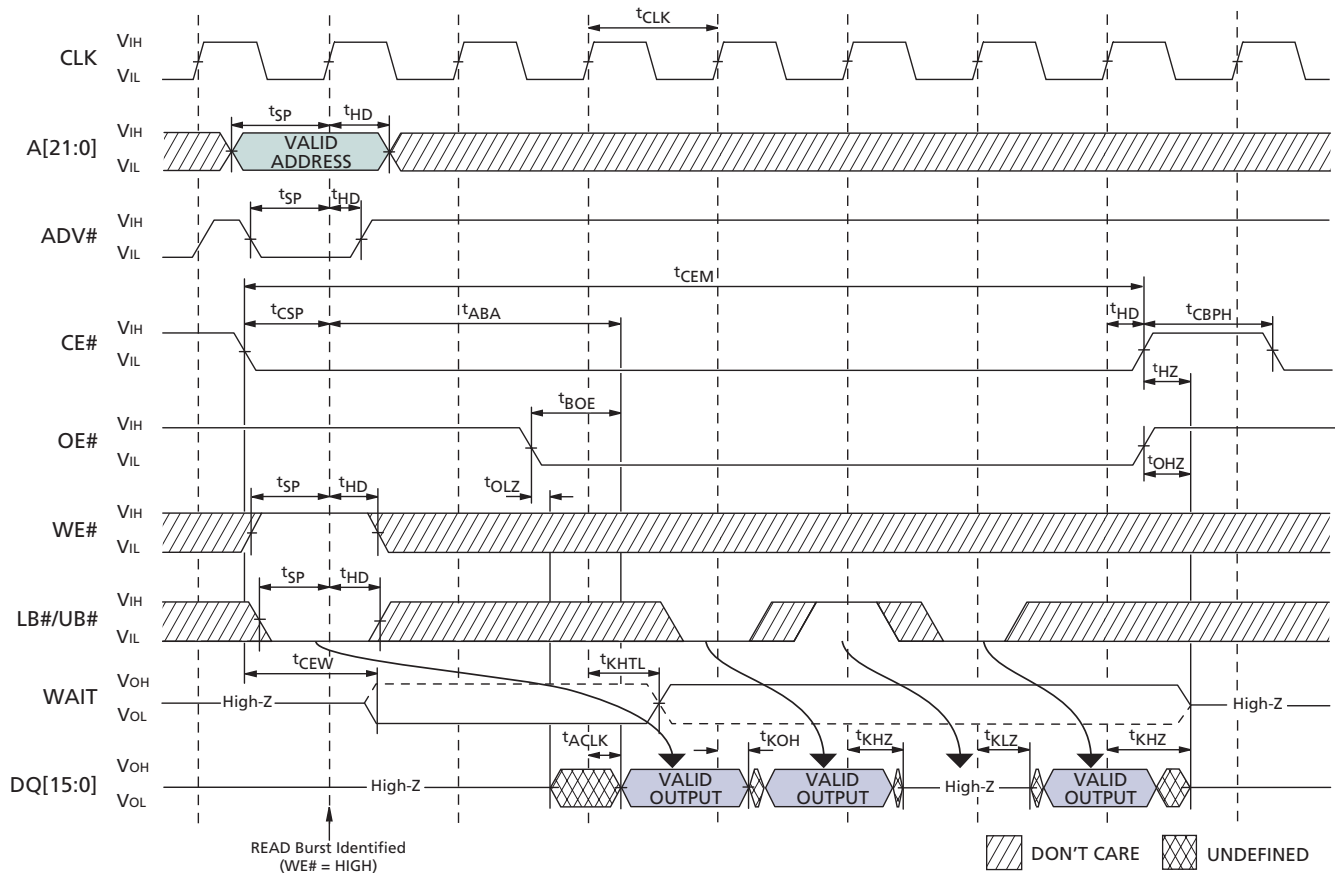 tCLK
CLK
VIH
VIL
tSP
tHD
A[21:0]
VIH
VIL
VALID
ADDRESS
tSP
tHD
ADV#
VIH
VIL
tCEM
tCSP
tABA
tHD
tCBPH
CE#
VIH
VIL
tHZ
tBOE
OE#
VIH
VIL
tOHZ
tOLZ
tSP
tHD
WE#
VIH
VIL
tSP
tHD
LB#/UB#
VIH
VIL
tCEW
tKHTL
WAIT
VOH
VOL
High-Z
High-Z
tACLK
tKOH
tKHZ
tKLZ
tKHZ
DQ[15:0]
VOH
VOL
High-Z
VALID
OUTPUT
VALID
OUTPUT
High-Z
VALID
OUTPUT
READ Burst Identified
(WE# = HIGH)
DON'T CARE
UNDEFINED